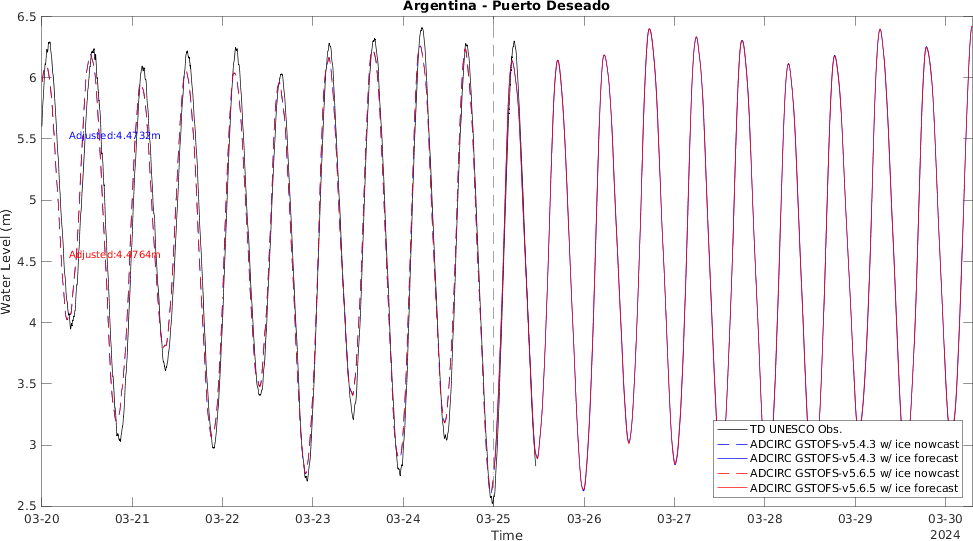 Argentina - Puerto Deseado
6.5
6
5.5
5
4.5
4
3.5
3
2.5
Water Level (m)
Adjusted:4.4732m
Adjusted:4.4764m
TD UNESCO Obs.
ADCIRC GSTOFS-v5.4.3 w/ ice nowcast
ADCIRC GSTOFS-v5.4.3 w/ ice forecast
ADCIRC GSTOFS-v5.6.5 w/ ice nowcast
ADCIRC GSTOFS-v5.6.5 w/ ice forecast
03-20 03-21 03-22 03-23 03-24 03-25 03-26 03-27 03-28 03-29 03-30
Time
2024